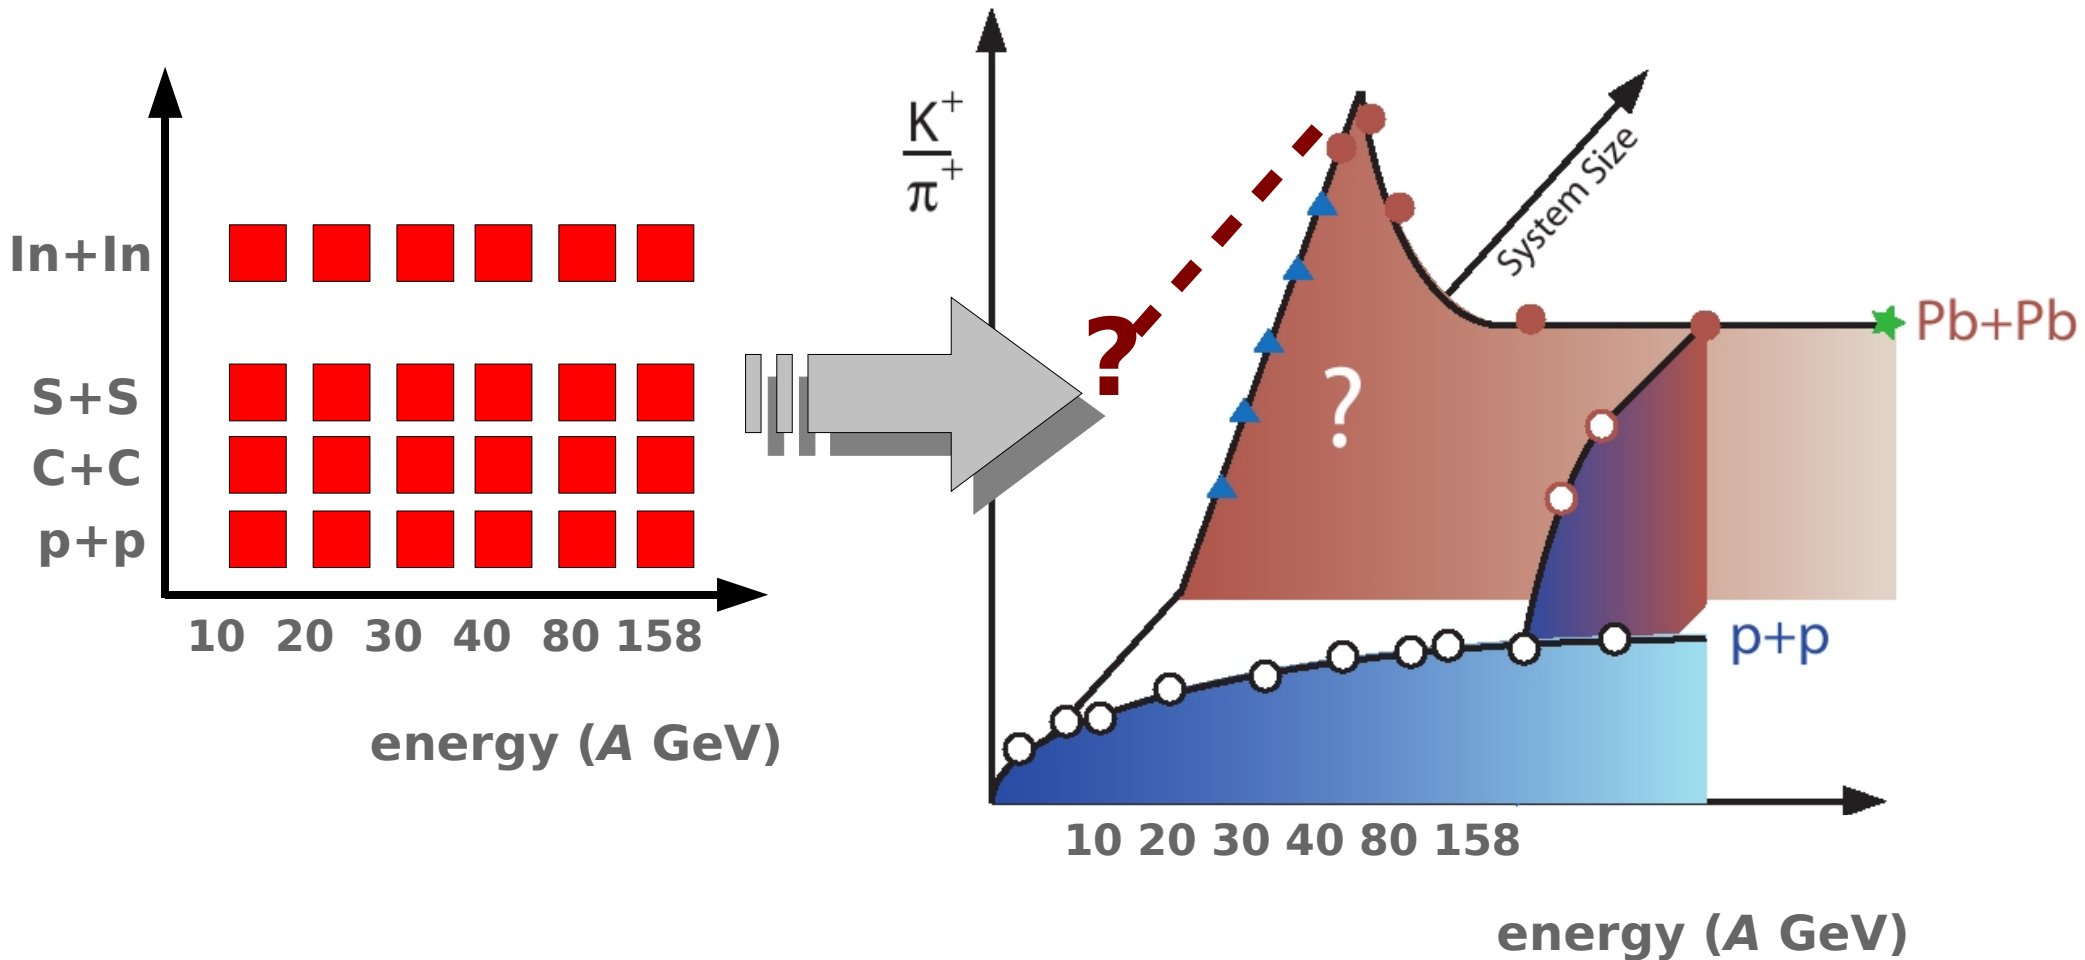 In+In
S+S
C+C
p+p
10 20 30 40 80 158
energy (A GeV)
K+
π+
?
?
System Size
Pb+Pb
p+p
10 20 30 40 80 158
energy (A GeV)